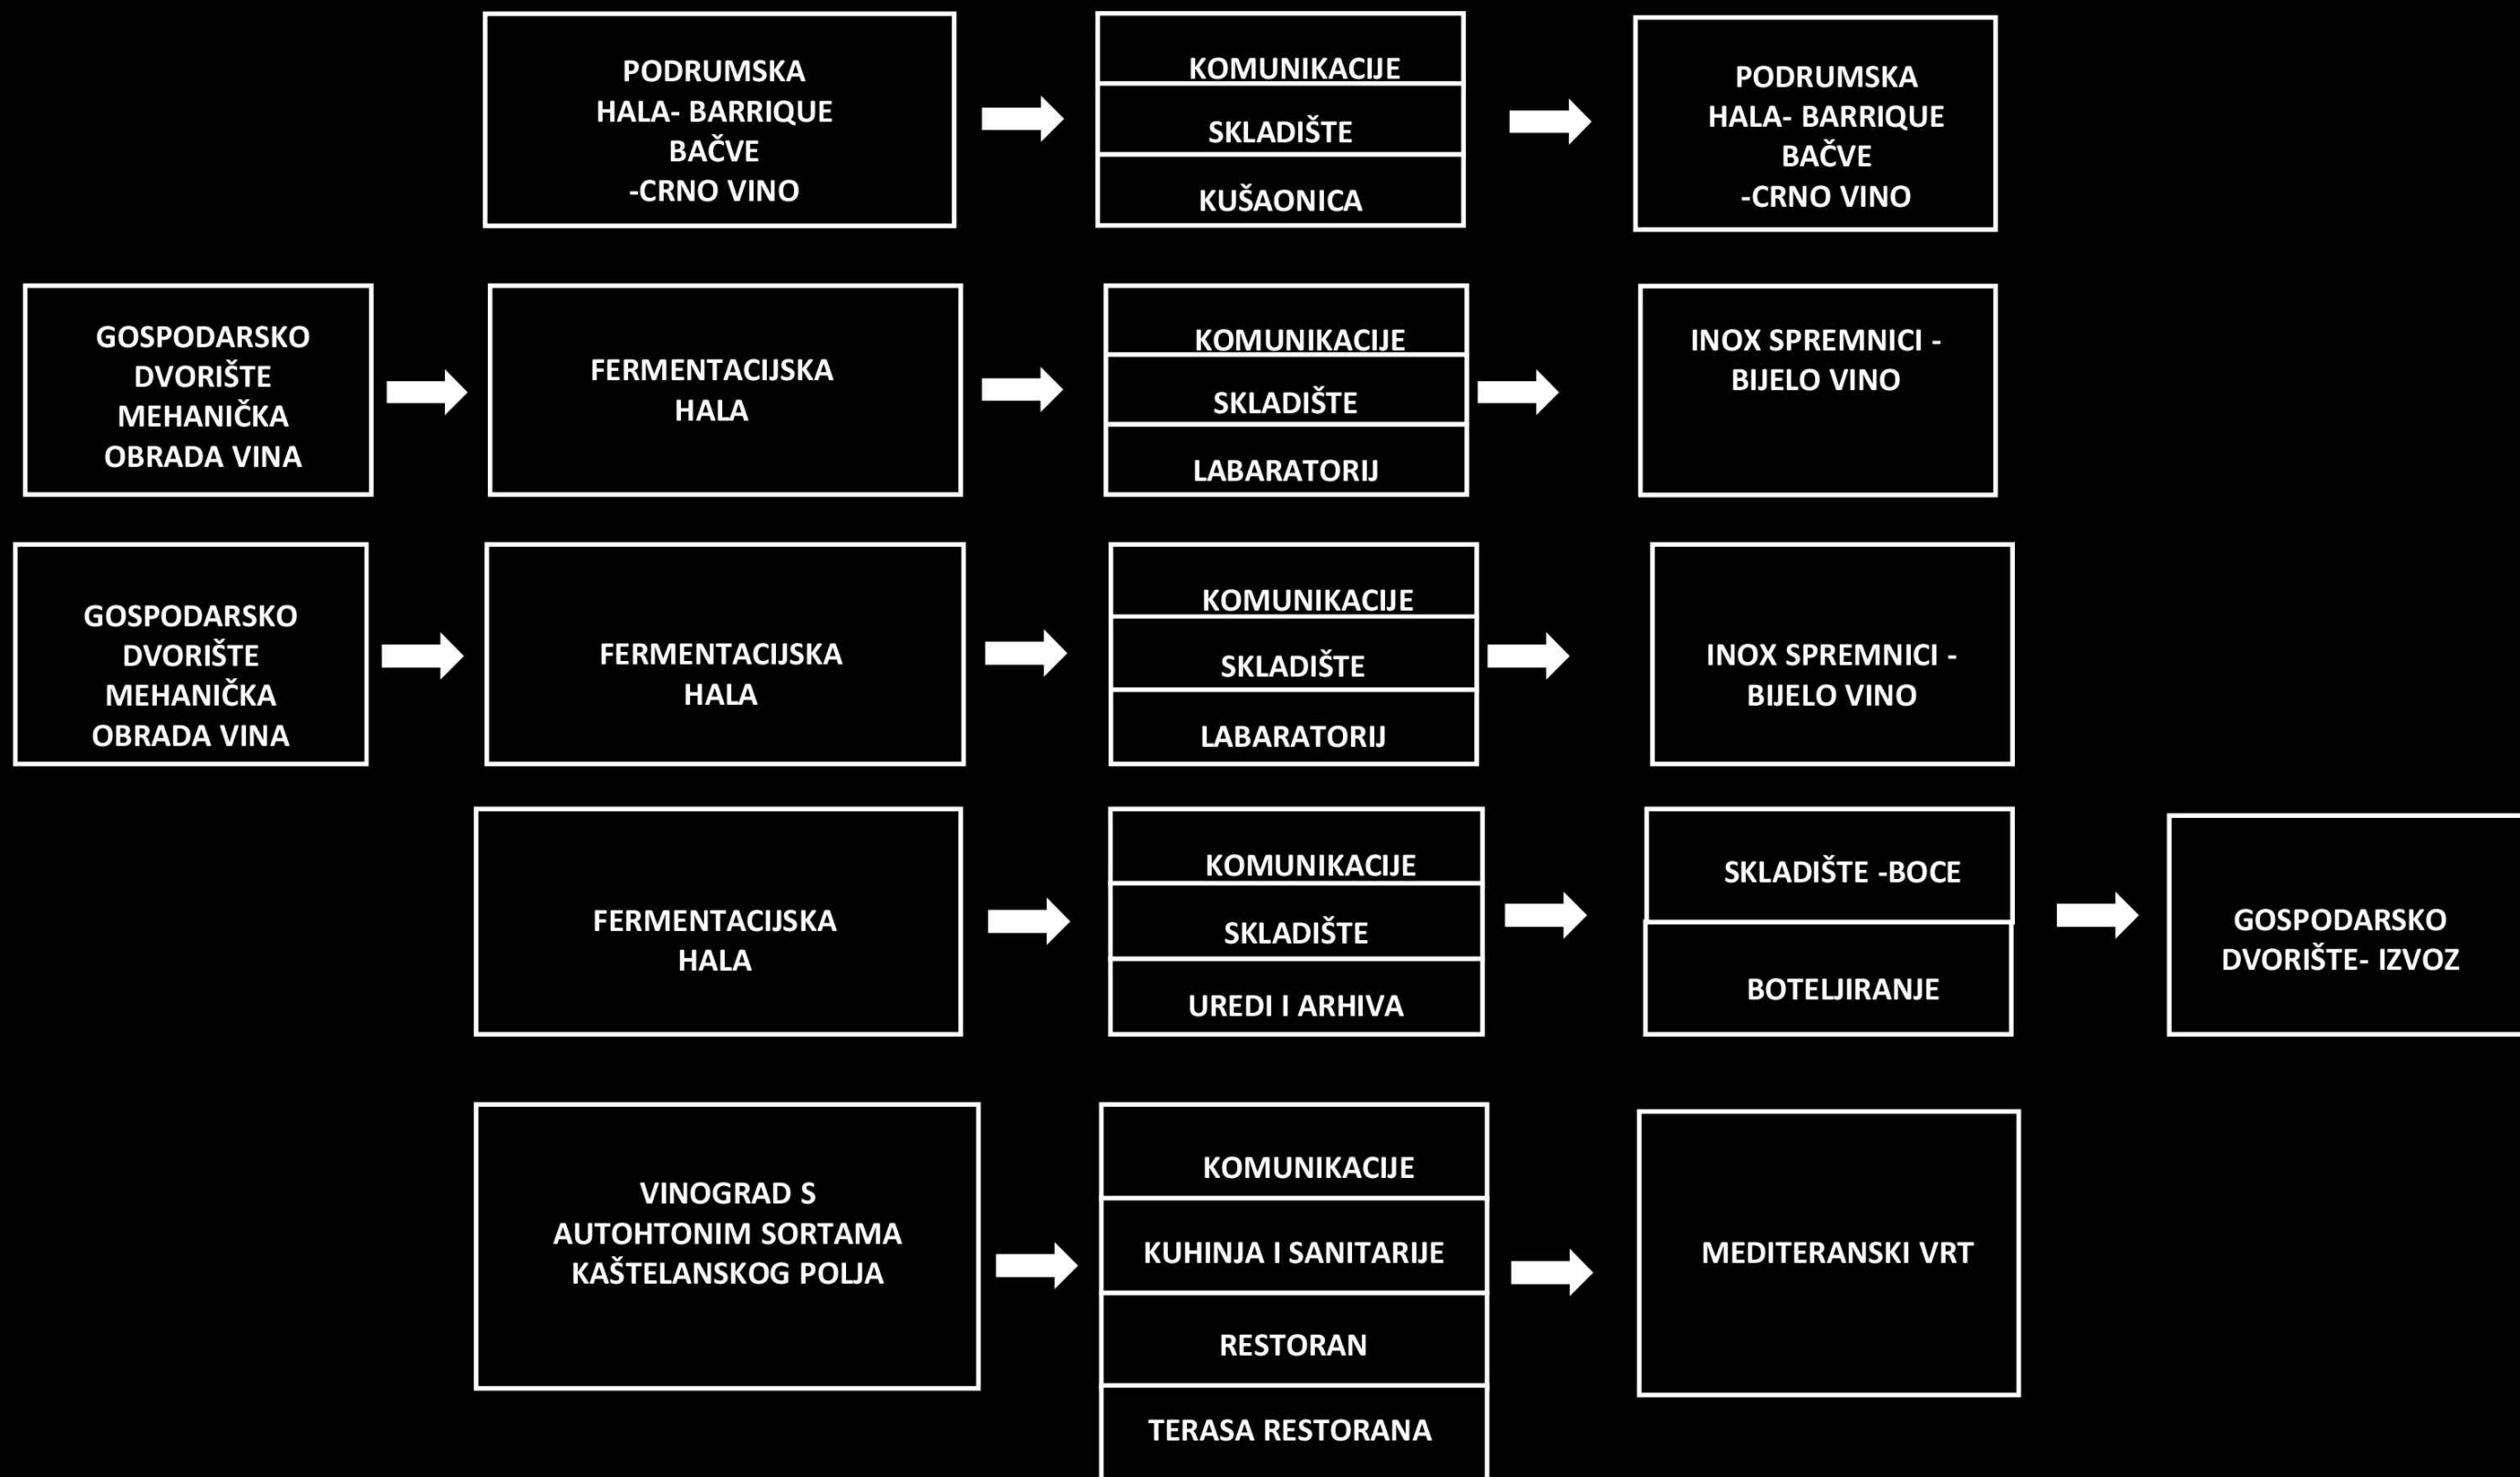 PODRUMSKA
HALA- BARRIQUE
BAČVE
-CRNO VINO
KOMUNIKACIJE
SKLADIŠTE
KUŠAONICA
PODRUMSKA
HALA- BARRIQUE
BAČVE
-CRNO VINO
GOSPODARSKO
DVORIŠTE
MEHANIČKA
OBRADA VINA
FERMENTACIJSKA
HALA
KOMUNIKACIJE
SKLADIŠTE
LABARATORIJ
INOX SPREMNICI -
BIJELO VINO
GOSPODARSKO
DVORIŠTE
MEHANIČKA
OBRADA VINA
FERMENTACIJSKA
HALA
KOMUNIKACIJE
SKLADIŠTE
LABARATORIJ
INOX SPREMNICI -
BIJELO VINO
FERMENTACIJSKA
HALA
KOMUNIKACIJE
SKLADIŠTE
UREDI I ARHIVA
SKLADIŠTE -BOCE
BOTELJIRANJE
GOSPODARSKO
DVORIŠTE- IZVOZ
VINOGRAD S
AUTOHTONIM SORTAMA
KAŠTELANSKOG POLJA
KOMUNIKACIJE
KUHINJA I SANITARIJE
RESTORAN
TERASA RESTORANA
MEDITERANSKI VRT